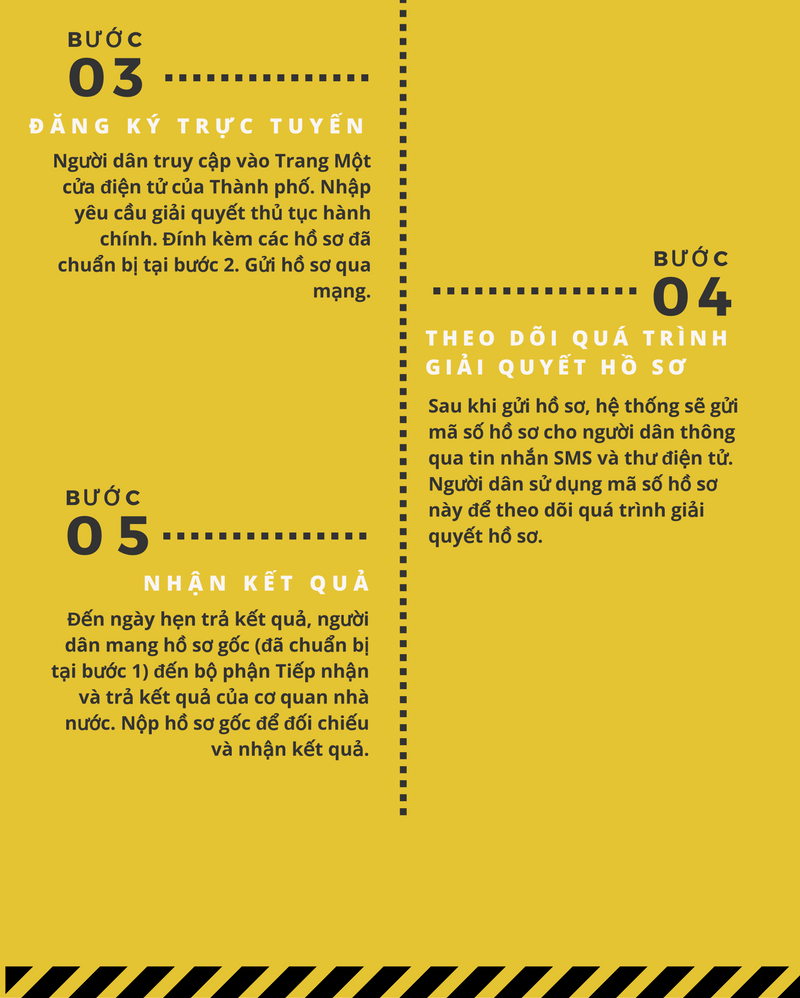 BƯỚC
03
ĐĂNG KÝ TRỰC TUYẾN
Người dân truy cập vào Trang Một
cửa điện tử của Thành phố. Nhập
yêu cầu giải quyết thủ tục hành
chính. Đính kèm các hồ sơ đã
chuẩn bị tại bước 2. Gửi hồ sơ qua
mạng.
BƯỚC
04
THEO DÕI QUÁ TRÌNH
GIẢI QUYẾT HỒ SƠ
Sau khi gửi hồ sơ, hệ thống sẽ gửi
mã số hồ sơ cho người dân thông
qua tin nhắn SMS và thư điện tử.
Người dân sử dụng mã số hồ sơ
này để theo dõi quá trình giải
quyết hồ sơ.
BƯỚC
05
NHẬN KẾT QUẢ
Đến ngày hẹn trả kết quả, người
dân mang hồ sơ gốc (đã chuẩn bị
tại bước 1) đến bộ phận Tiếp nhận
và trả kết quả của cơ quan nhà
nước. Nộp hồ sơ gốc để đối chiếu
và nhận kết quả.